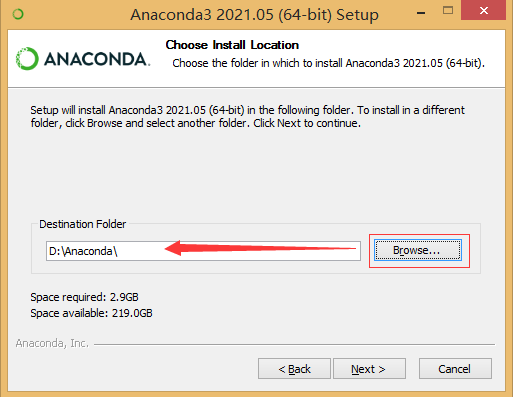 Anaconda3 2021.05 (64-bit) Setup
ANACONDA.
Choose Install Location
Choose the folder in which to install Anaconda3 2021.05 (64-bit).
Setup will install Anaconda3 2021.05 (64-bit) in the following folder. To install in a different
folder, click Browse and select another folder. Click Next to continue.
Destination Folder
D:\Anaconda\
Browse...
Space required: 2.9GB
Space available: 219.0GB
Anaconda, Inc.
< Back
Next >
Cancel